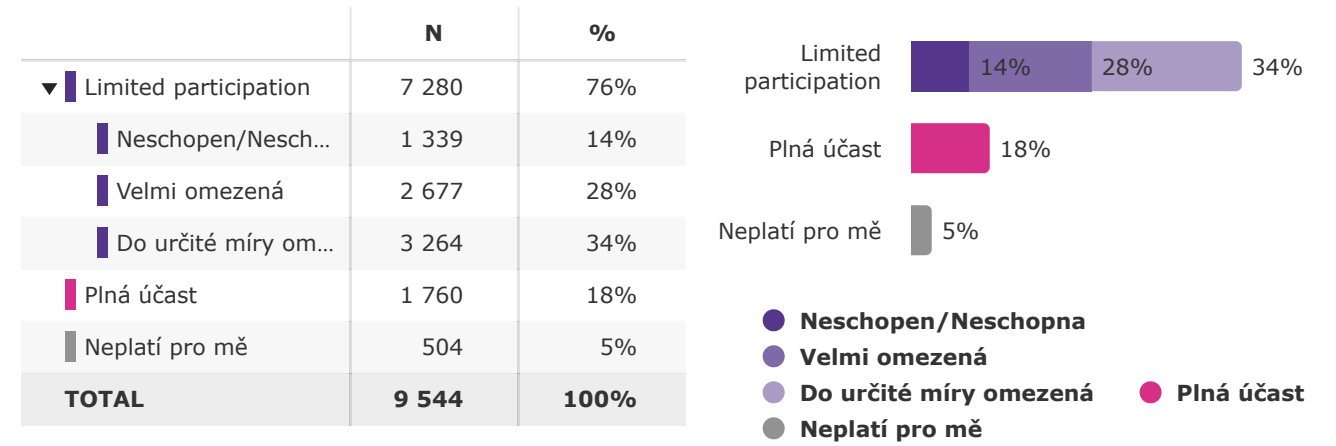 N %
Limited participation 7 280 76%
Neschopen/Nesch… 1 339 14%
Velmi omezená 2 677 28%
Do určité míry om… 3 264 34%
Plná účast 1 760 18%
Neplatí pro mě 504 5%
TOTAL 9 544 100%
Limited
participation
14% 28% 34%
Plná účast 18%
Neplatí pro mě 5%
Neschopen/Neschopna
Velmi omezená
Do určité míry omezená Plná účast
Neplatí pro mě